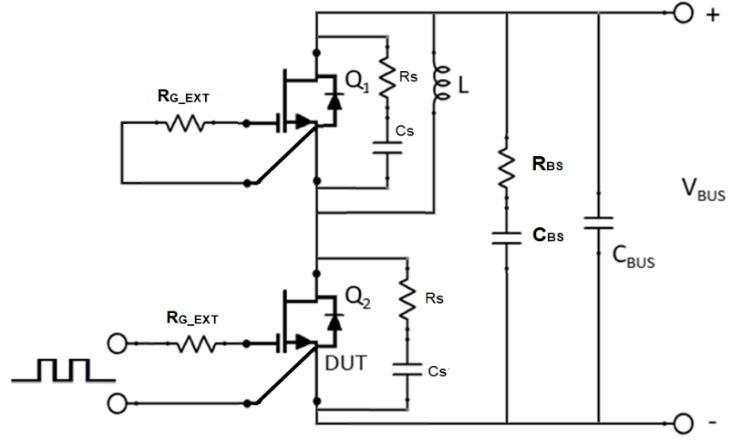 +
Q1
Rs
RG_EXT
L
Cs
RBS
VBUS
CBS
CBUS
Q2
Rs
RG_EXT
DUT
Cs
-